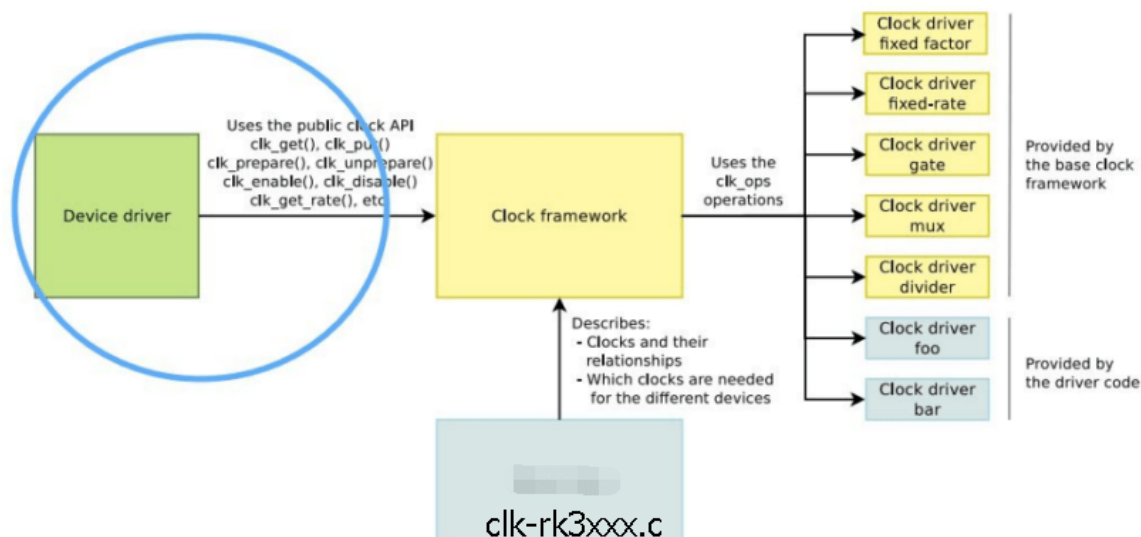 Clock driver
fixed factor
Clock driver
fixed-rate
Uses the public clock API
clk_get(), clk_put()
clk_prepare(), clk_unprepare()
clk_enable(), clk_disable()
clk_get_rate(), etc
Device driver
Clock framework
Uses the
clk_ops
operations
Clock driver
gate
Clock driver
mux
Clock driver
divider
Provided by
the base clock
framework
Describes:
- Clocks and their
relationships
- Which clocks are needed
for the different devices
Clock driver
foo
Clock driver
bar
Provided by
the driver code
clk-rk3xxx.c